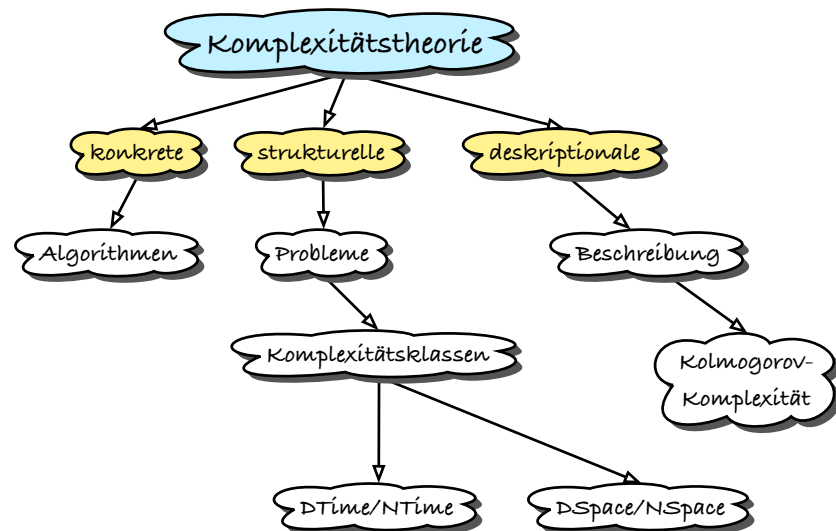 Komplexitätstheorie
konkrete
strukturelle
deskriptionale
Algorithmen
Probleme
Beschreibung
Komplexitätsklassen
Kolmogorov-
Komplexität
DTime/NTime
DSpace/NSpace